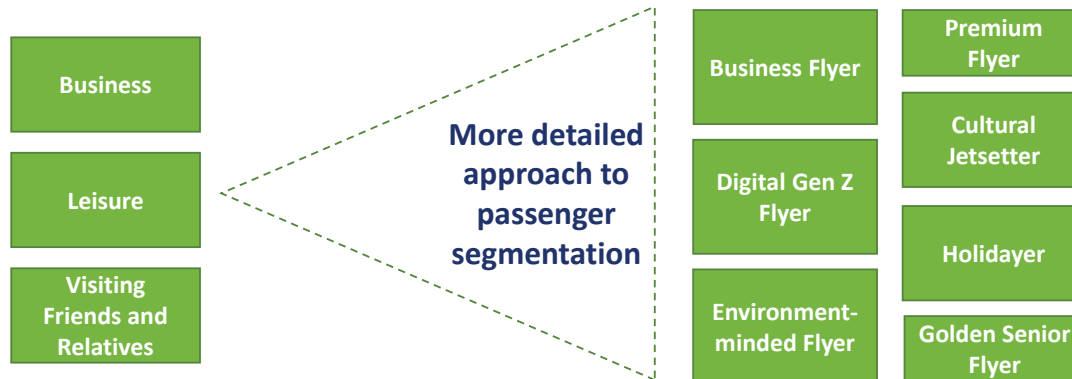 Business
Leisure
Visiting
Friends and
Relatives
More detailed
approach to
passenger
segmentation
Business Flyer
Digital Gen Z
Flyer
Environment-
minded Flyer
Premium
Flyer
Cultural
Jetsetter
Holidayer
Golden Senior
Flyer